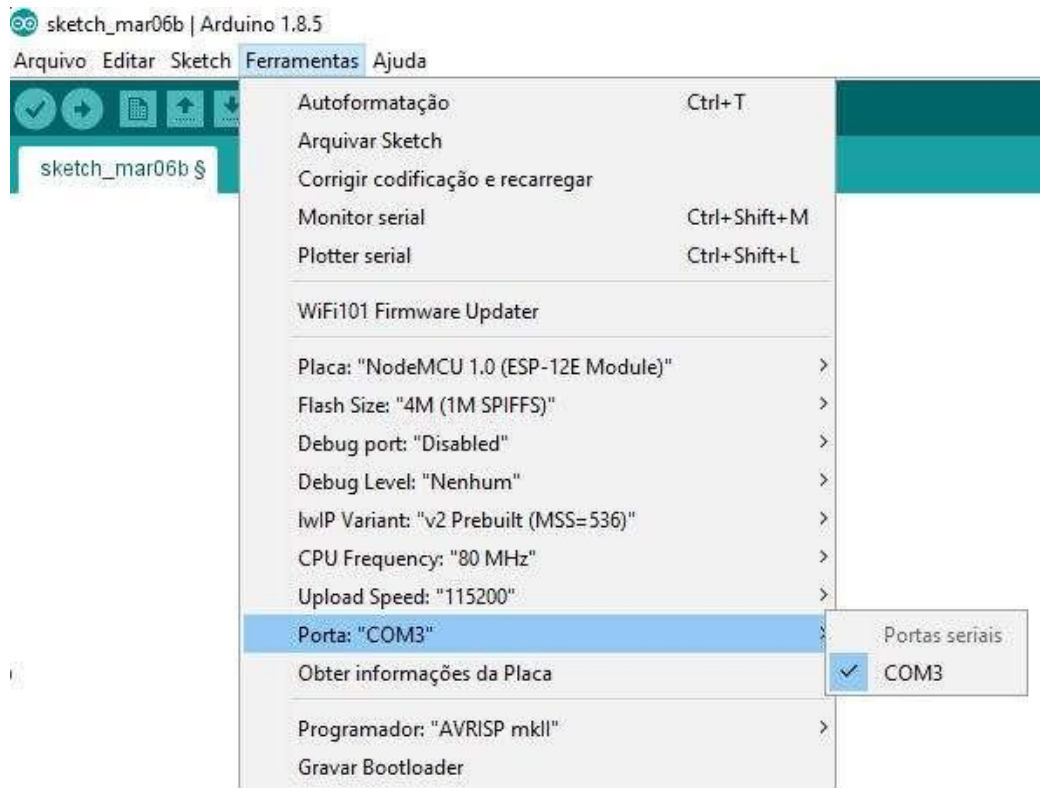 sketch_mar06b | Arduino 1.8.5
Arquivo Editar Sketch Ferramentas Ajuda
sketch_mar06b §
Autoformatação Ctrl+T
Arquivar Sketch
Corrigir codificação e recarregar
Monitor serial Ctrl+Shift+M
Plotter serial Ctrl+Shift+L
WiFi101 Firmware Updater
Placa: "NodeMCU 1.0 (ESP-12E Module)"
Flash Size: "4M (1M SPIFFS)"
Debug port: "Disabled"
Debug Level: "Nenhum"
lwIP Variant: "v2 Prebuilt (MSS=536)"
CPU Frequency: "80 MHz"
Upload Speed: "115200"
Porta: "COM3"
Portas seriais
COM3
Obter informações da Placa
Programador: "AVRISP mkII"
Gravar Bootloader